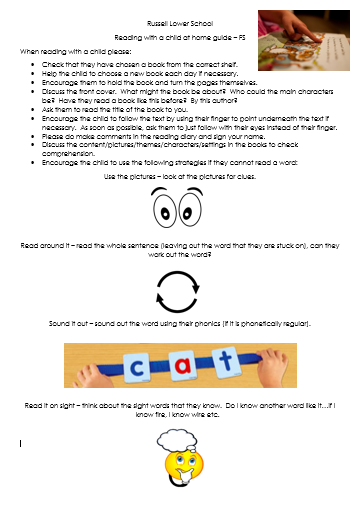 Russell Lower School
Reading with a child at home guide – FS
When reading with a child please:
• Check that they have chosen a book from the correct shelf.
• Help the child to choose a new book each day if necessary.
• Encourage them to hold the book and turn the pages themselves.
• Discuss the front cover. What might the book be about? Who could the main characters
be? Have they read a book like this before? By this author?
• Ask them to read the title of the book to you.
• Encourage the child to follow the text by using their finger to point underneath the text if
necessary. As soon as possible, ask them to just follow with their eyes instead of their finger.
• Please do make comments in the reading diary and sign your name.
• Discuss the content/pictures/themes/characters/settings in the books to check
comprehension.
• Encourage the child to use the following strategies if they cannot read a word:
Use the pictures – look at the pictures for clues.
Read around it – read the whole sentence (leaving out the word that they are stuck on), can they
work out the word?
Sound it out – sound out the word using their phonics (if it is phonetically regular).
c a t
Read it on sight – think about the sight words that they know. Do I know another word like it…if I
know fire, I know wire etc.